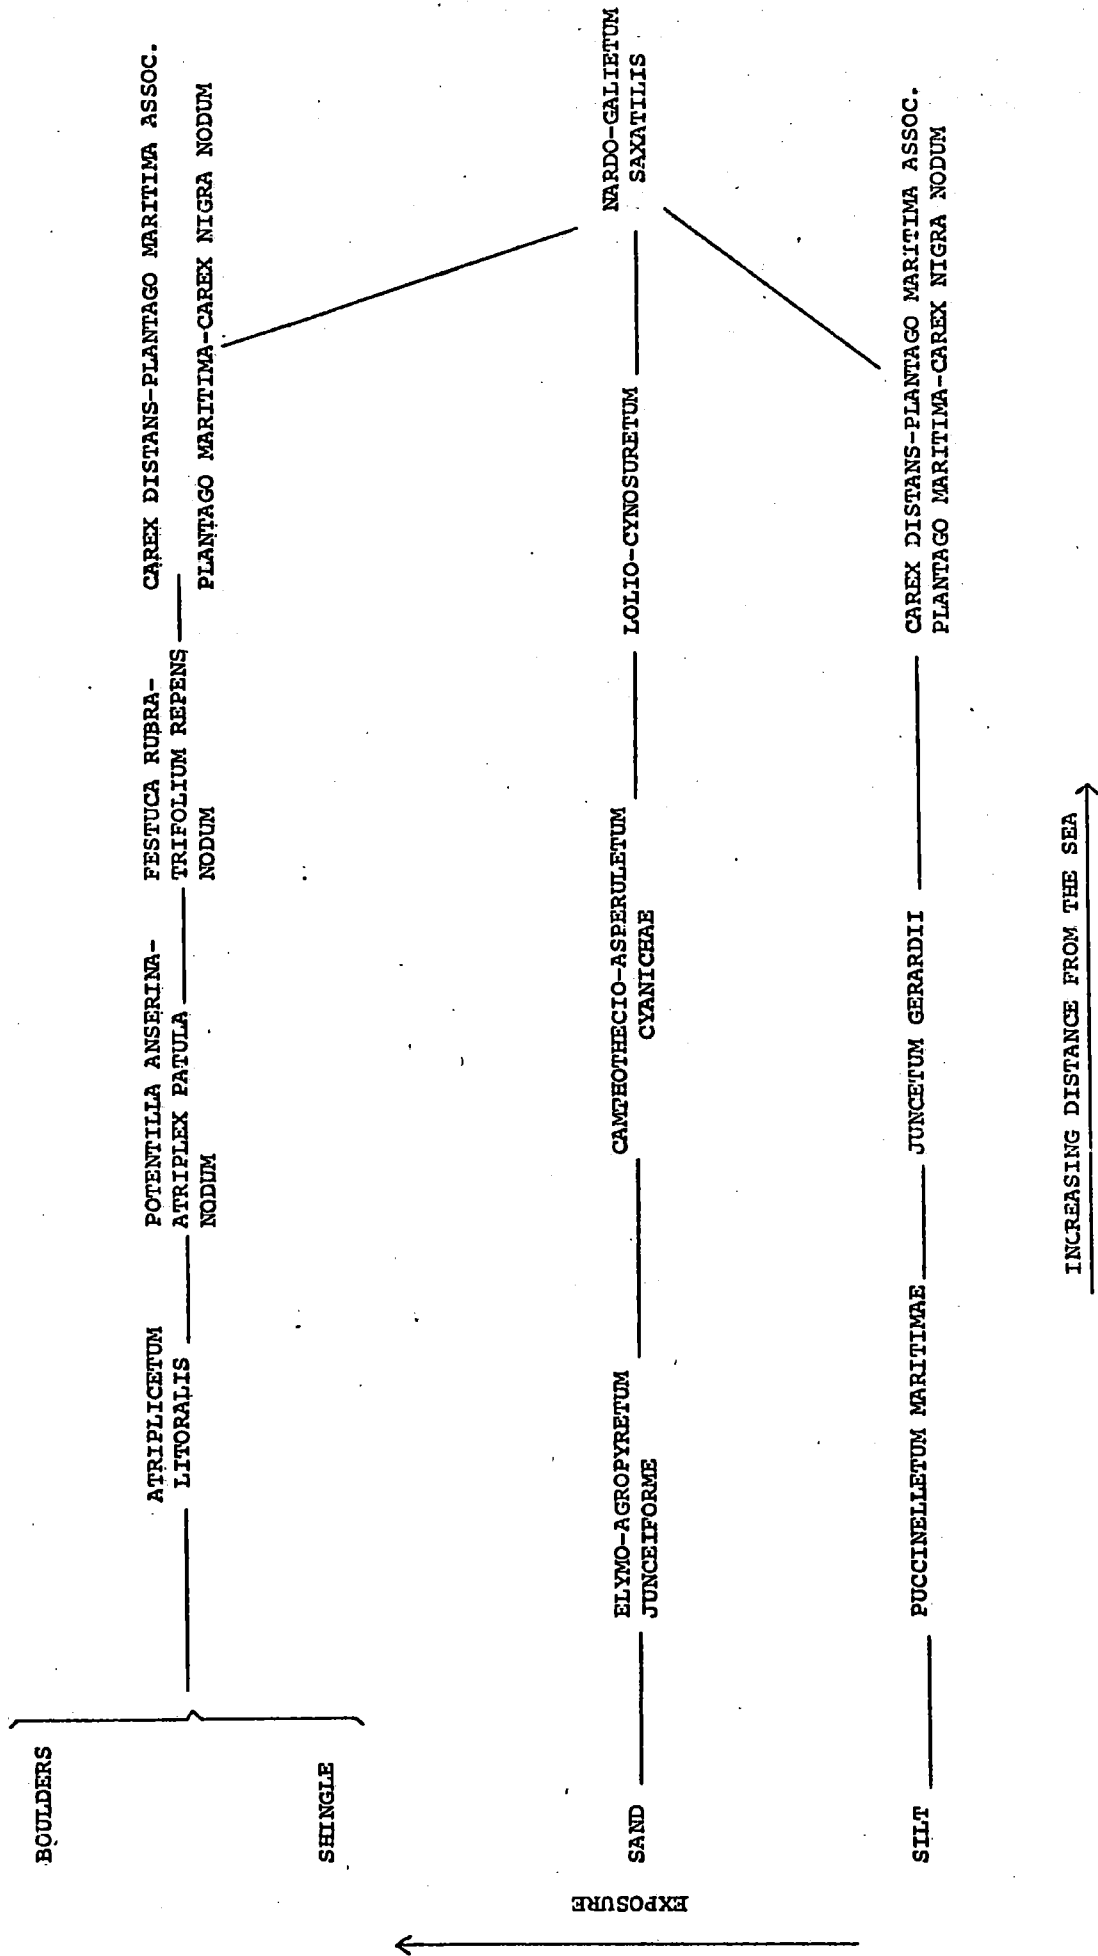 BOULDERS
SHINGLE
ATRIPLICETUM
LITORALIS
POTENTILLA ANSERINA-
ATRIPLEX PATULA
NODUM
FESTUCA RUBRA-
TRIFOLIUM REPENS
NODUM
CAREX DISTANS-PLANTAGO MARITIMA ASSOC.
PLANTAGO MARITIMA-CAREX NIGRA NODUM
SAND
ELYMO-AGROPYRETUM
JUNCEIFORME
CAMPHOTHECIO-ASPERULETUM
CYANICHAE
LOLIO-CYNOSURETUM
NARDO-GALIETUM
SAXATILIS
SILT
PUCCINELLETUM MARITIMAE
JUNCETUM GERARDII
CAREX DISTANS-PLANTAGO MARITIMA ASSOC.
PLANTAGO MARITIMA-CAREX NIGRA NODUM
EXPOSURE
INCREASING DISTANCE FROM THE SEA